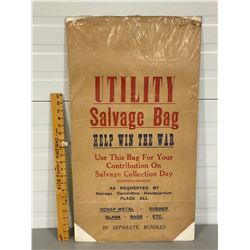 UTILITY
Salvage Bag
HELP WIN THE WAR
Use This Bag For Your
Contribution On
Salvage Collection Day
AS REQUESTED BY
Salvage Committee Headquarters
PLACE ALL
SCRAP METAL - RUBBER
GLASS - RAGS - ETC.
IN SEPARATE BUNDLES